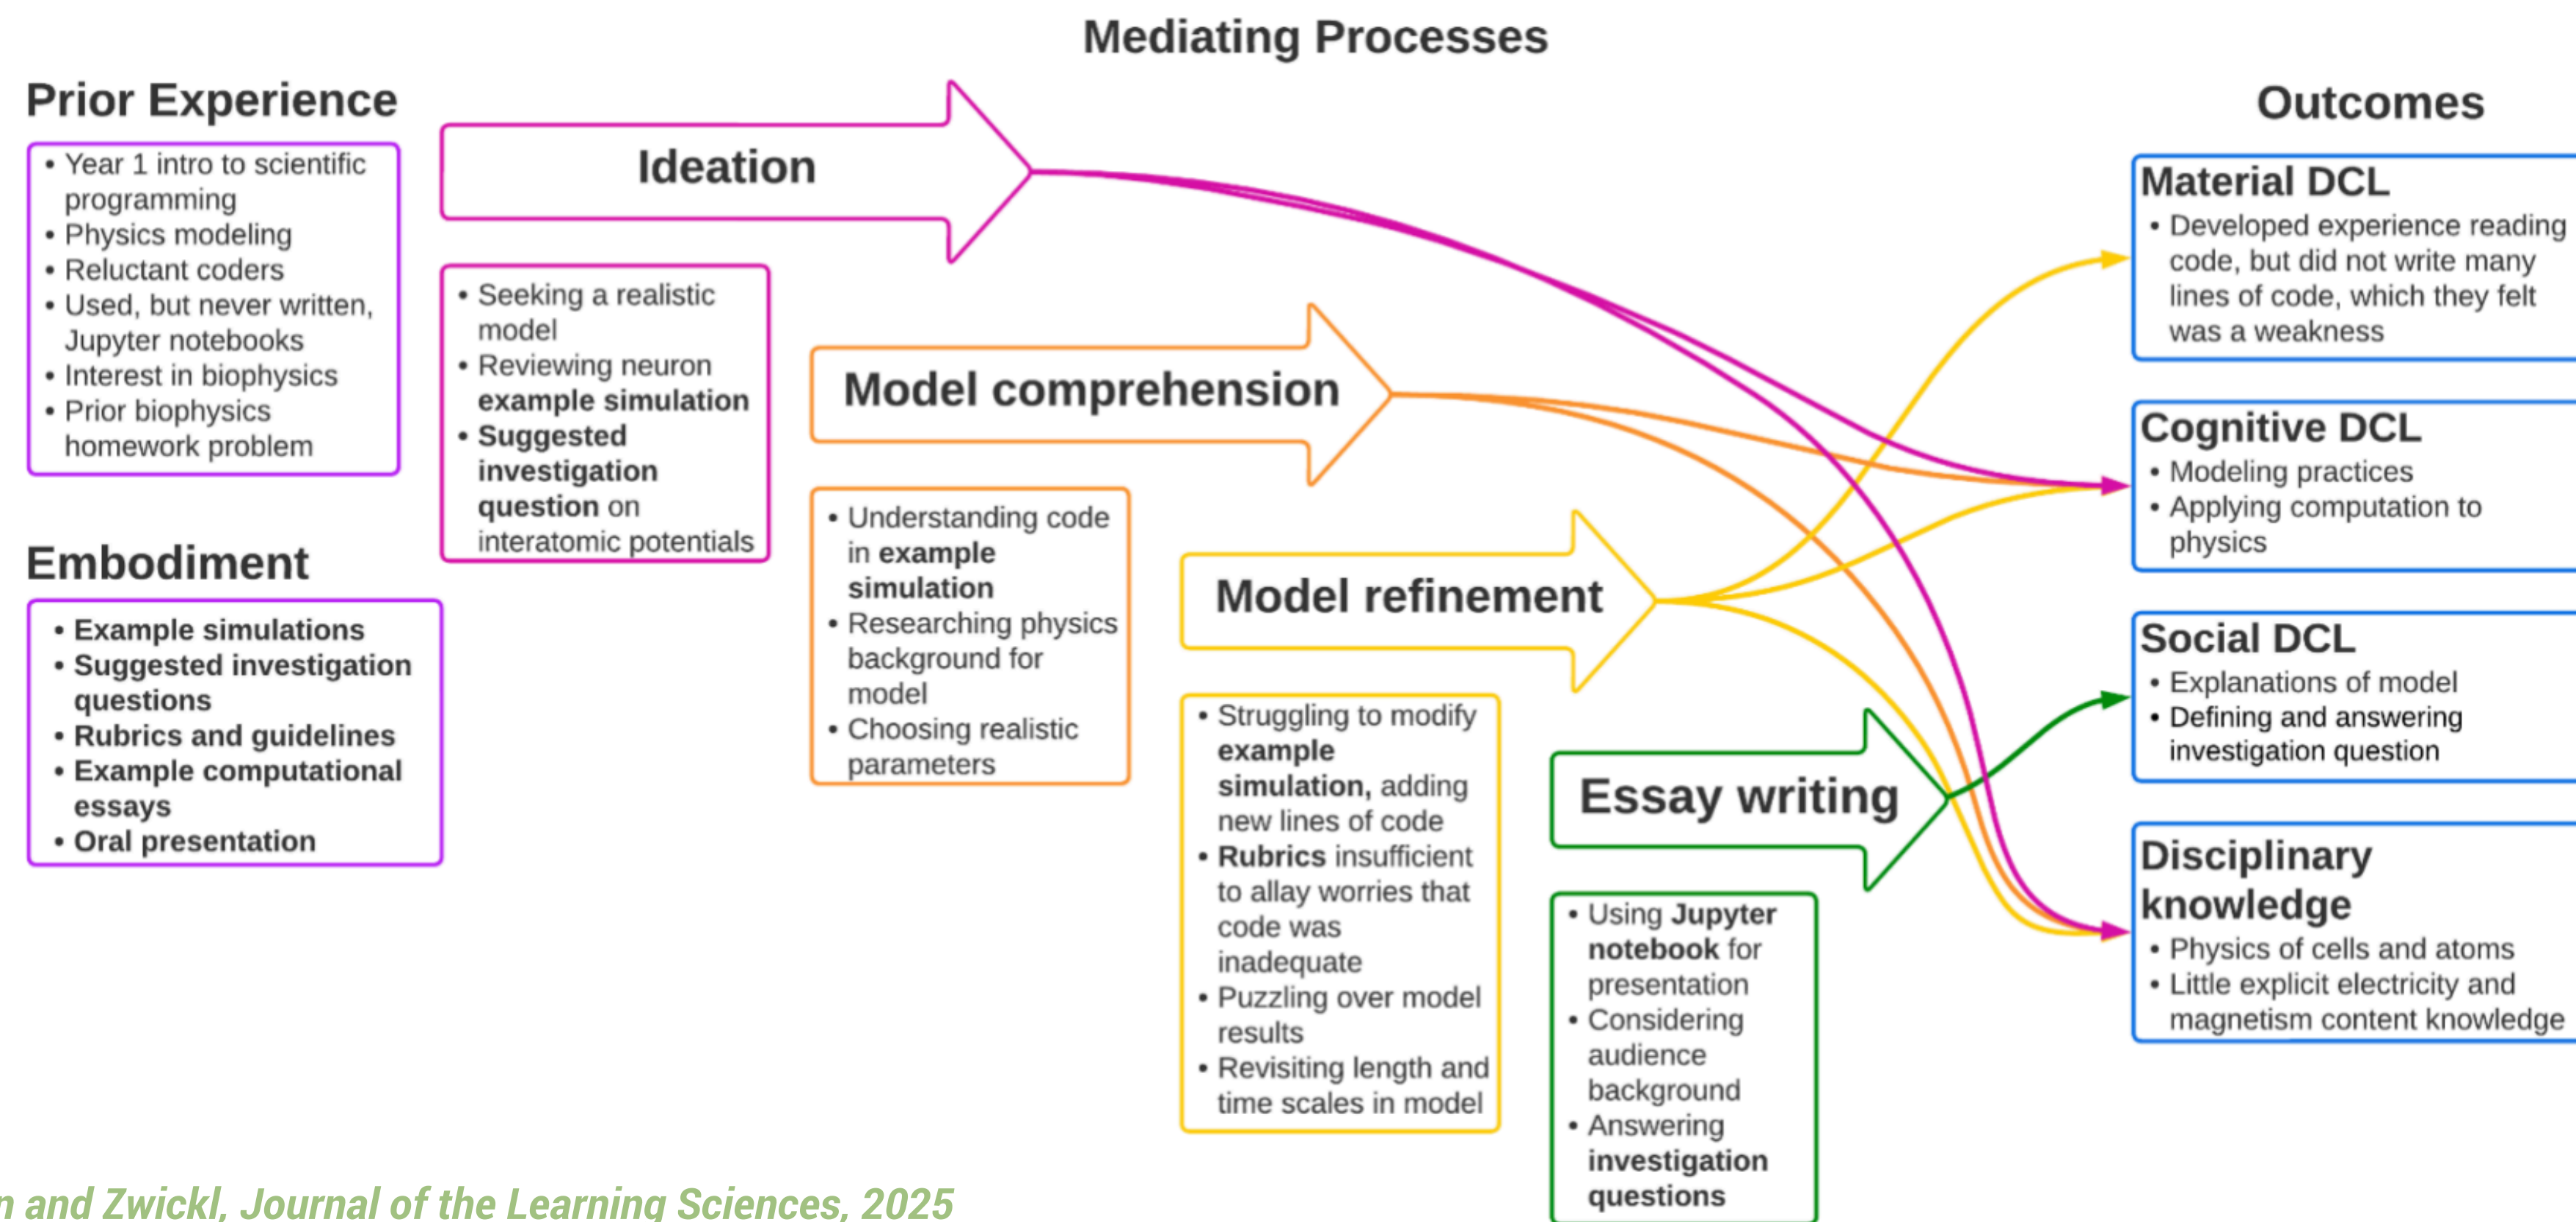 Mediating Processes
Prior Experience
• Year 1 intro to scientific
programming
• Physics modeling
• Reluctant coders
• Used, but never written,
Jupyter notebooks
• Interest in biophysics
• Prior biophysics
homework problem
Embodiment
• Example simulations
• Suggested investigation
questions
• Rubrics and guidelines
• Example computational
essays
• Oral presentation
Ideation
• Seeking a realistic
model
• Reviewing neuron
example simulation
• Suggested
investigation
question on
interatomic potentials
Model comprehension
• Understanding code
in example
simulation
• Researching physics
background for
model
• Choosing realistic
parameters
Model refinement
• Struggling to modify
example
simulation, adding
new lines of code
• Rubrics insufficient
to allay worries that
code was
inadequate
• Puzzling over model
results
• Revisiting length and
time scales in model
Essay writing
• Using Jupyter
notebook for
presentation
• Considering
audience
background
• Answering
investigation
questions
Outcomes
Material DCL
• Developed experience reading
code, but did not write many
lines of code, which they felt
was a weakness
Cognitive DCL
• Modeling practices
• Applying computation to
physics
Social DCL
• Explanations of model
• Defining and answering
investigation question
Disciplinary
knowledge
• Physics of cells and atoms
• Little explicit electricity and
magnetism content knowledge
and Zwickl, Journal of the Learning Sciences, 2025